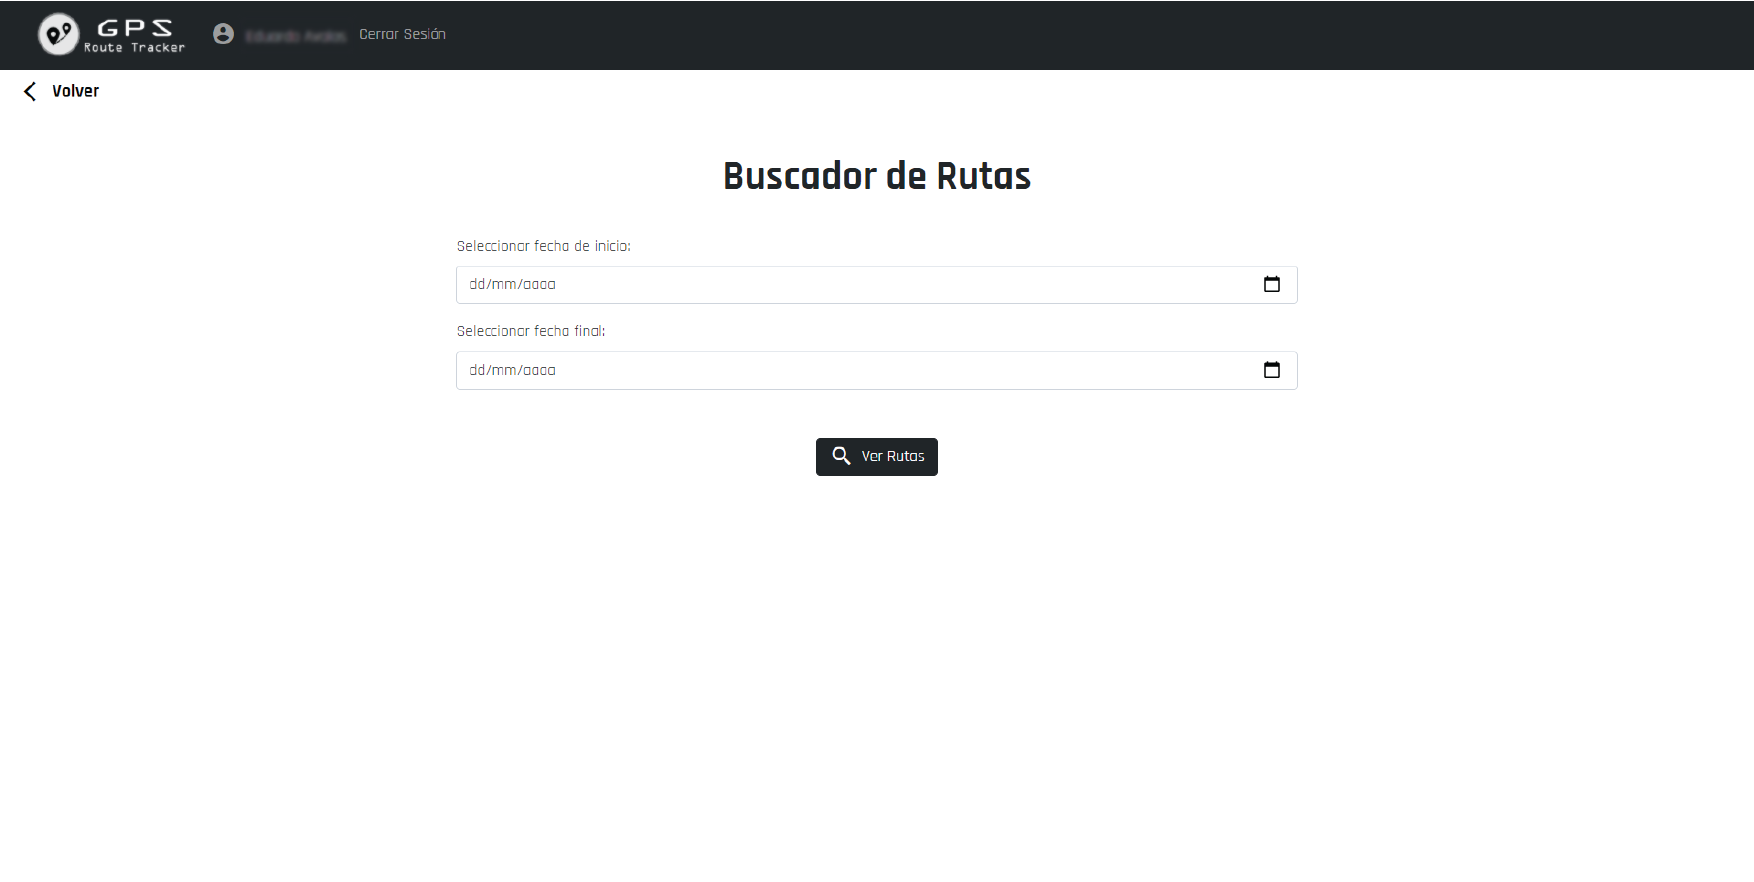 GPS
Route Tracker
Cerrar Sesión
Volver
Buscador de Rutas
Seleccionar fecha de inicio:
dd/mm/aaaa
Seleccionar fecha final:
dd/mm/aaaa
Ver Rutas